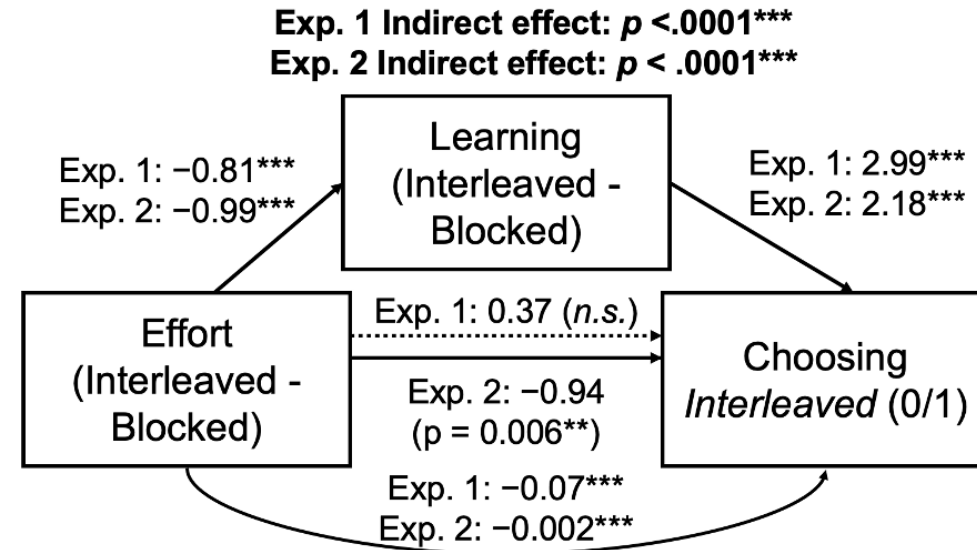 Exp. 1 Indirect effect: p <.0001***
Exp. 2 Indirect effect: p < .0001***
Learning
(Interleaved -
Blocked)
Exp. 1: −0.81***
Exp. 2: −0.99***
Exp. 1: 2.99***
Exp. 2: 2.18***
Effort
(Interleaved -
Blocked)
Exp. 1: 0.37 (n.s.)
Exp. 2: −0.94
(p = 0.006**)
Choosing
Interleaved (0/1)
Exp. 1: −0.07***
Exp. 2: −0.002***